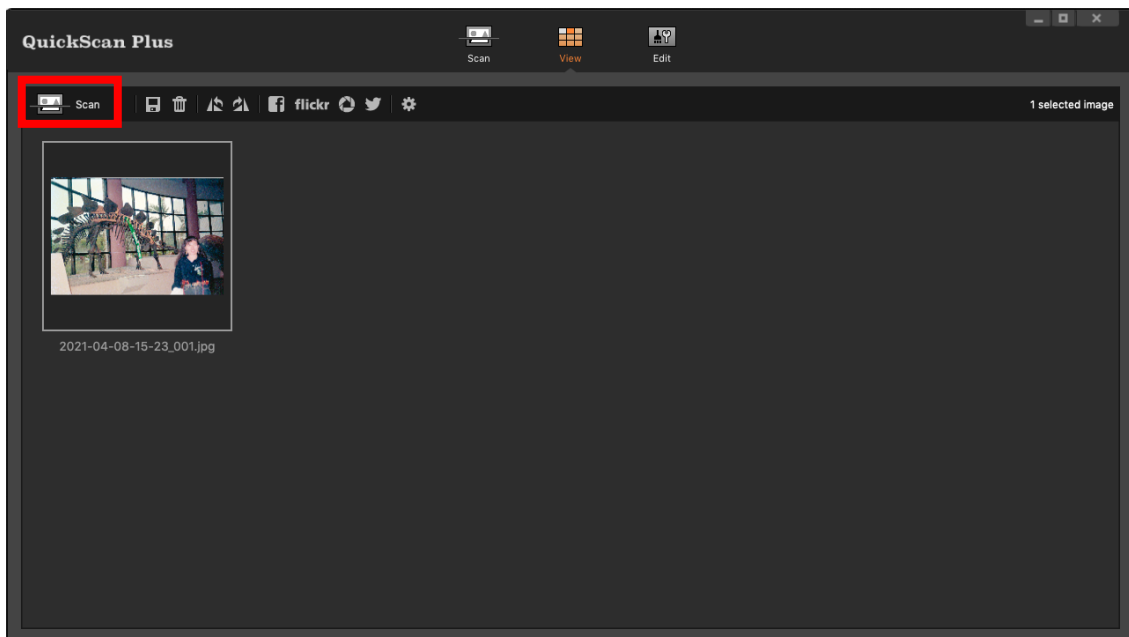 QuickScan Plus
Scan
View
Edit
Scan
flickr
1 selected image
2021-04-08-15-23_001.jpg